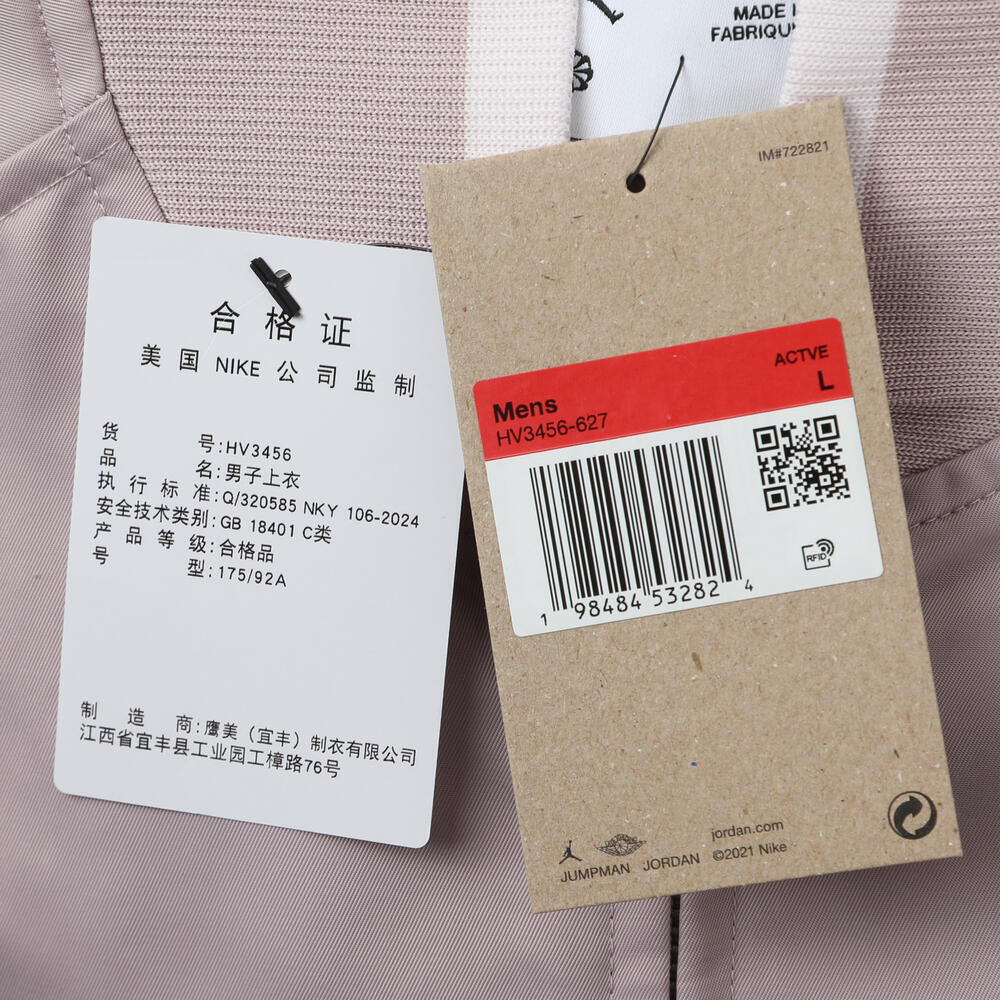 MADE I
FABRIQU
IM#722821
合格证
美国 NIKE 公司监制
货号:HV3456
品名:男子上衣
执行标准:Q/320585 NKY 106-2024
安全技术类别:GB 18401 C类
产品等级:合格品
号型:175/92A
制造商:鹰美（宜丰）制衣有限公司
江西省宜丰县工业园工樟路76号
ACTVE
L
Mens
HV3456-627
RFID
1 98484 53282 4
JUMPMAN JORDAN
jordan.com
©2021 Nike